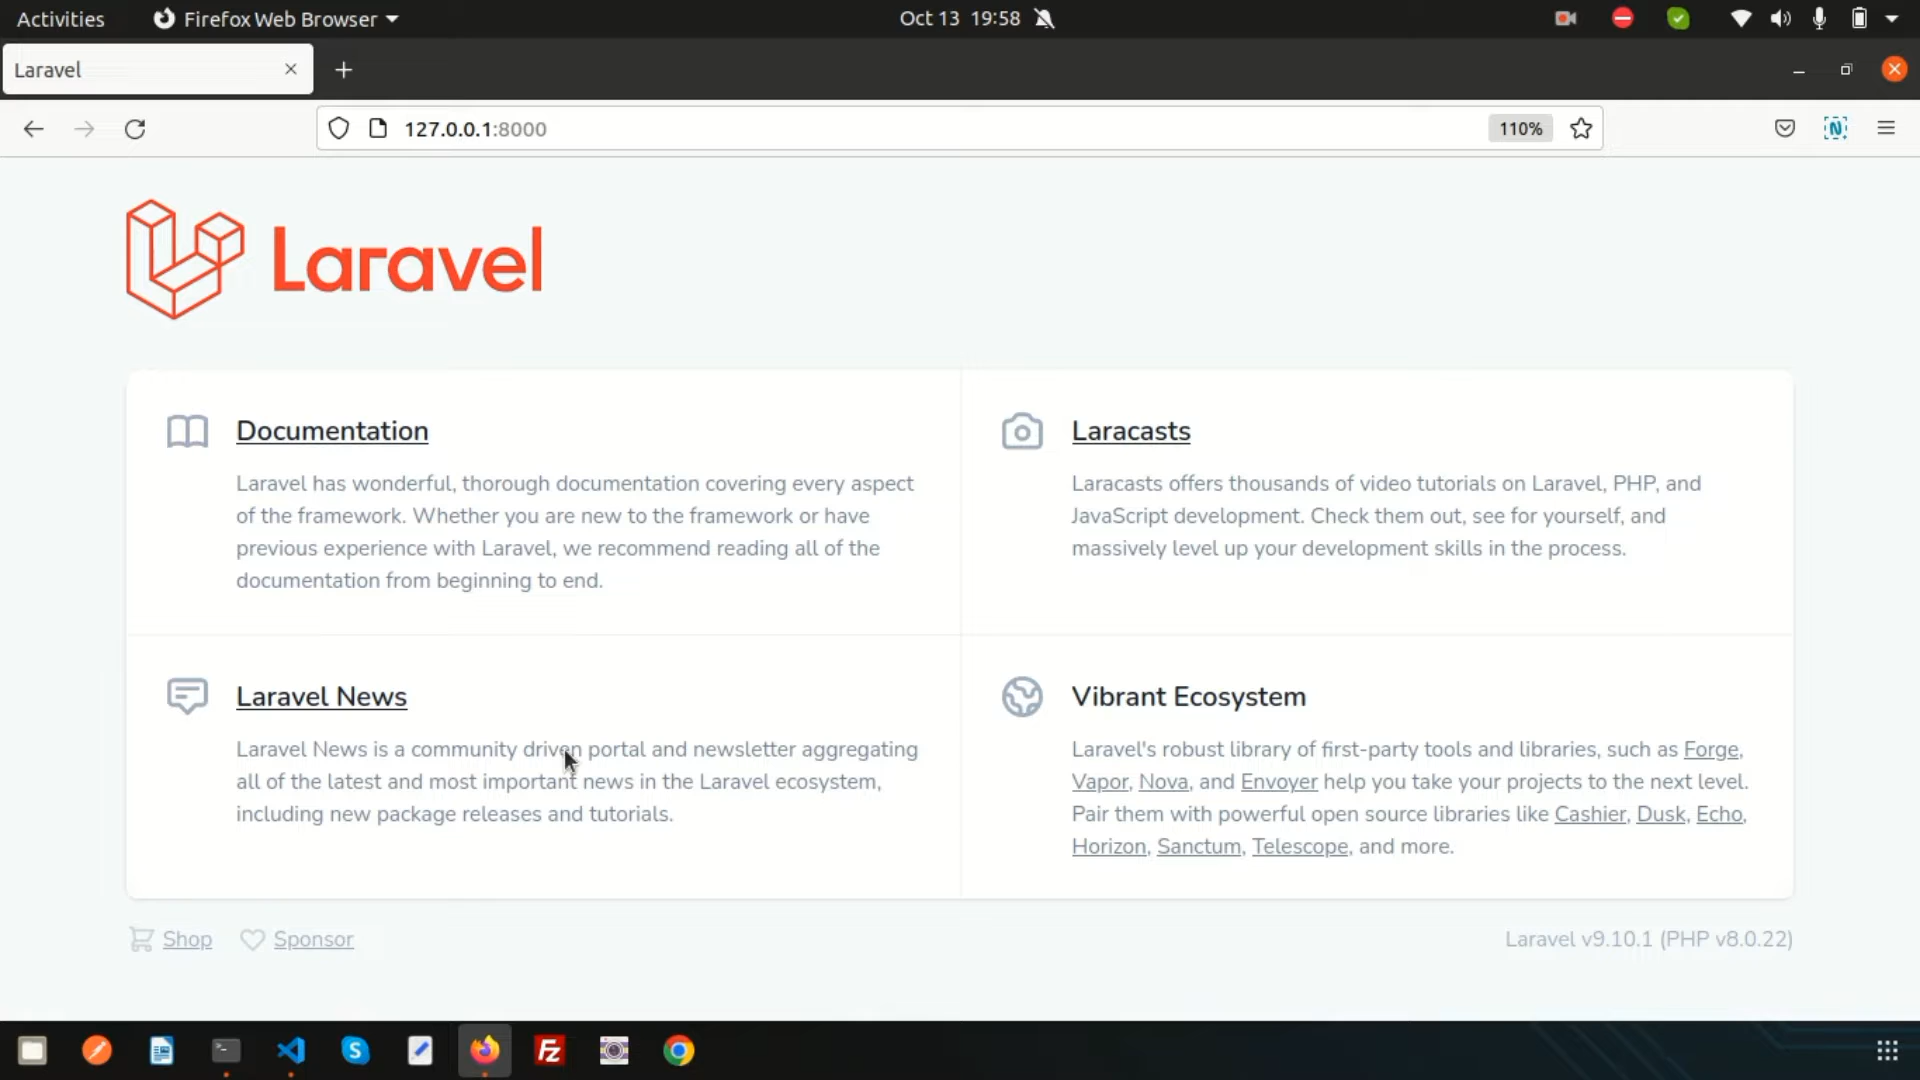 Activities
Firefox Web Browser
Oct 13 19:58
Laravel
127.0.0.1:8000
110%
Laravel
Documentation
Laravel has wonderful, thorough documentation covering every aspect
of the framework. Whether you are new to the framework or have
previous experience with Laravel, we recommend reading all of the
documentation from beginning to end.
Laracasts
Laracasts offers thousands of video tutorials on Laravel, PHP, and
JavaScript development. Check them out, see for yourself, and
massively level up your development skills in the process.
Laravel News
Laravel News is a community driven portal and newsletter aggregating
all of the latest and most important news in the Laravel ecosystem,
including new package releases and tutorials.
Vibrant Ecosystem
Laravel's robust library of first-party tools and libraries, such as Forge,
Vapor, Nova, and Envoyer help you take your projects to the next level.
Pair them with powerful open source libraries like Cashier, Dusk, Echo,
Horizon, Sanctum, Telescope, and more.
Shop
Sponsor
Laravel v9.10.1 (PHP v8.0.22)